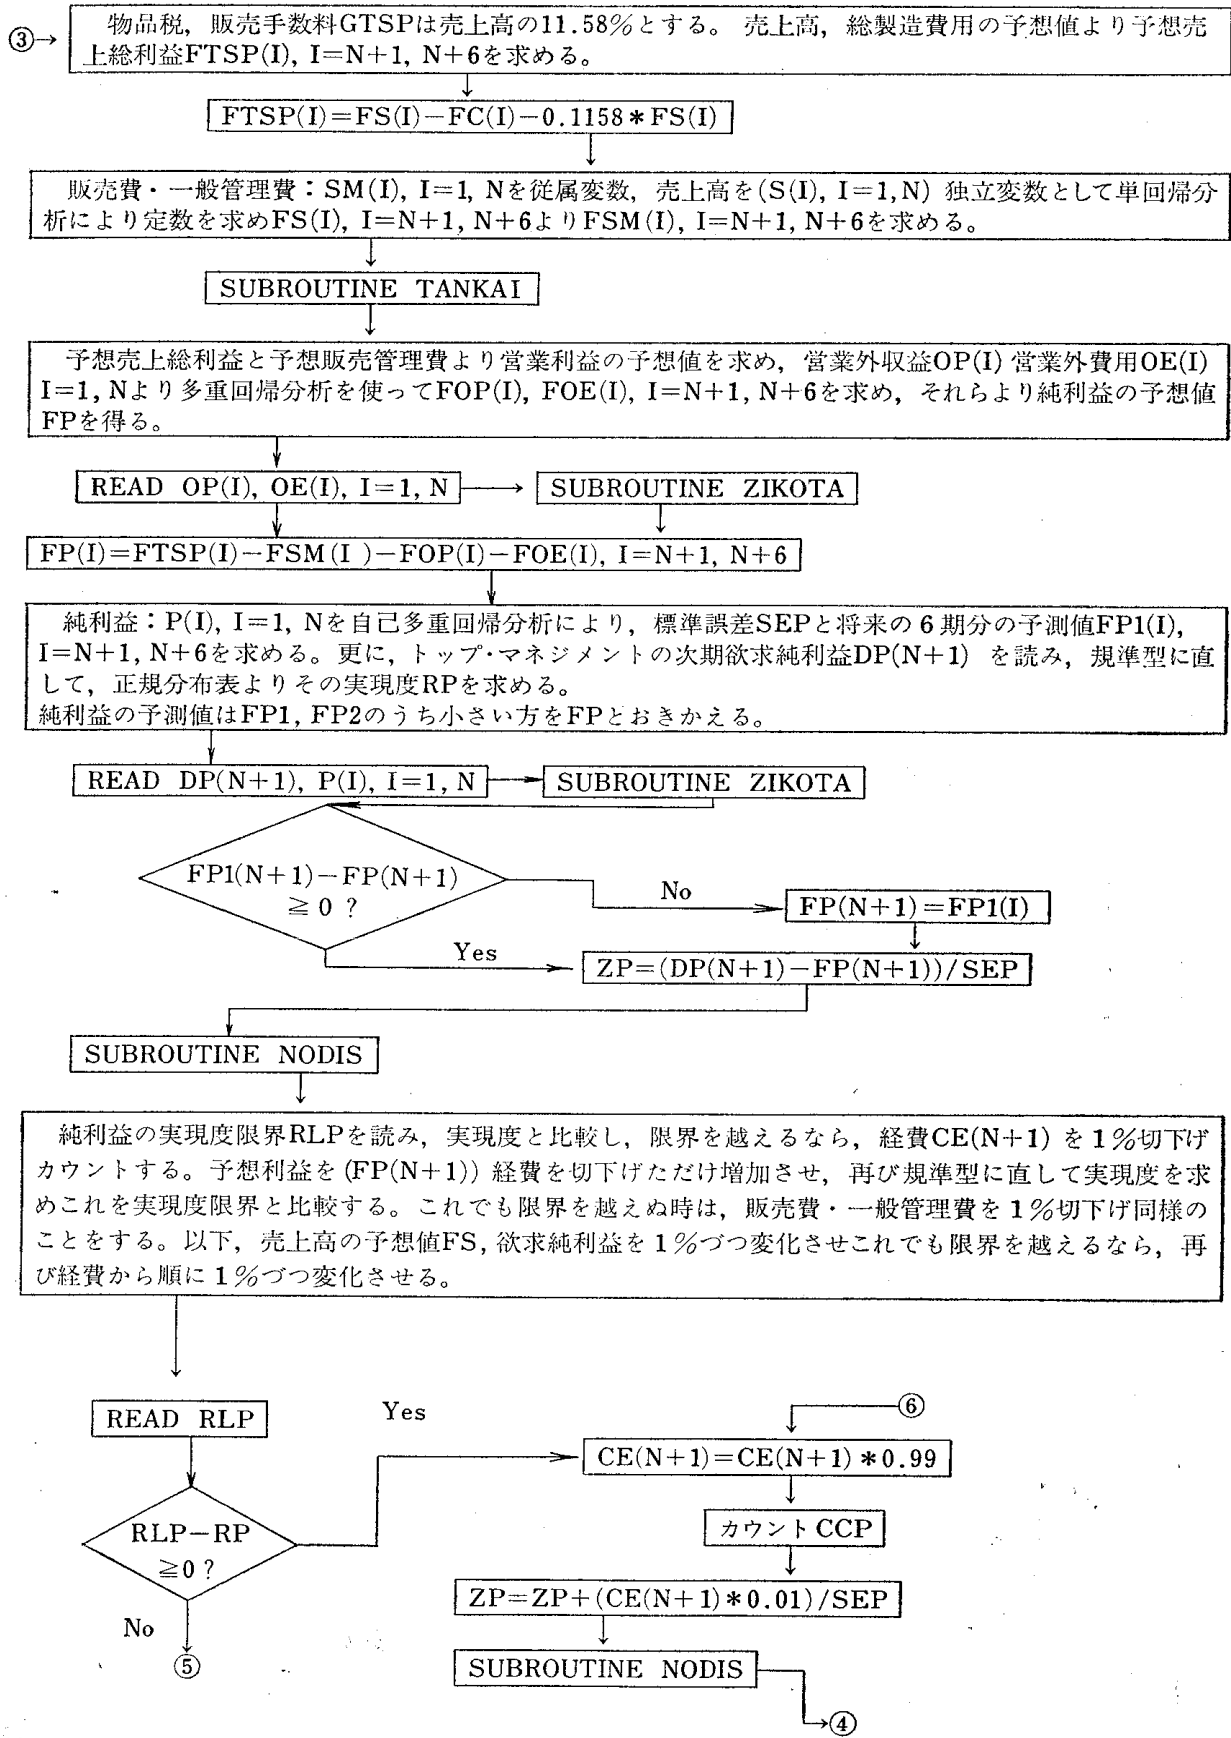 ③→ 物品税，販売手数料GTSPは売上高の11.58％とする。 売上高，総製造費用の予想値より予想売
上総利益FTSP(I), I=N+1, N+6を求める。
FTSP(I)=FS(I)−FC(I)−0.1158＊FS(I)
販売費・一般管理費：SM(I), I=1, Nを従属変数，売上高を(S(I), I=1,N) 独立変数として単回帰分
析により定数を求めFS(I), I=N+1, N+6よりFSM(I), I=N+1, N+6を求める。
SUBROUTINE TANKAI
予想売上総利益と予想販売管理費より営業利益の予想値を求め，営業外収益OP(I) 営業外費用OE(I)
I=1, Nより多重回帰分析を使ってFOP(I), FOE(I), I=N+1, N+6を求め，それらより純利益の予想値
FPを得る。
READ OP(I), OE(I), I=1, N
SUBROUTINE ZIKOTA
FP(I)=FTSP(I)−FSM(I )−FOP(I)−FOE(I), I=N+1, N+6
純利益：P(I), I=1, Nを自己多重回帰分析により，標準誤差SEPと将来の6期分の予測値FP1(I),
I=N+1, N+6を求める。更に，トップ・マネジメントの次期欲求純利益DP(N+1) を読み，規準型に直
して，正規分布表よりその実現度RPを求める。
純利益の予測値はFP1, FP2のうち小さい方をFPとおきかえる。
READ DP(N+1), P(I), I=1, N
SUBROUTINE ZIKOTA
FP1(N+1)−FP(N+1)
≧0？
No
FP(N+1)=FP1(I)
Yes
ZP=(DP(N+1)−FP(N+1))/SEP
SUBROUTINE NODIS
純利益の実現度限界RLPを読み，実現度と比較し，限界を越えるなら，経費CE(N+1) を1％切下げ
カウントする。予想利益を (FP(N+1)) 経費を切下げただけ増加させ，再び規準型に直して実現度を求
めこれを実現度限界と比較する。これでも限界を越えぬ時は，販売費・一般管理費を1％切下げ同様の
ことをする。以下，売上高の予想値FS, 欲求純利益を1％づつ変化させこれでも限界を越えるなら，再
び経費から順に1％づつ変化させる。
READ RLP
Yes
⑥
CE(N+1)=CE(N+1)＊0.99
RLP−RP
≧0？
カウントCCP
ZP=ZP+(CE(N+1)＊0.01)/SEP
No
⑤
SUBROUTINE NODIS
④